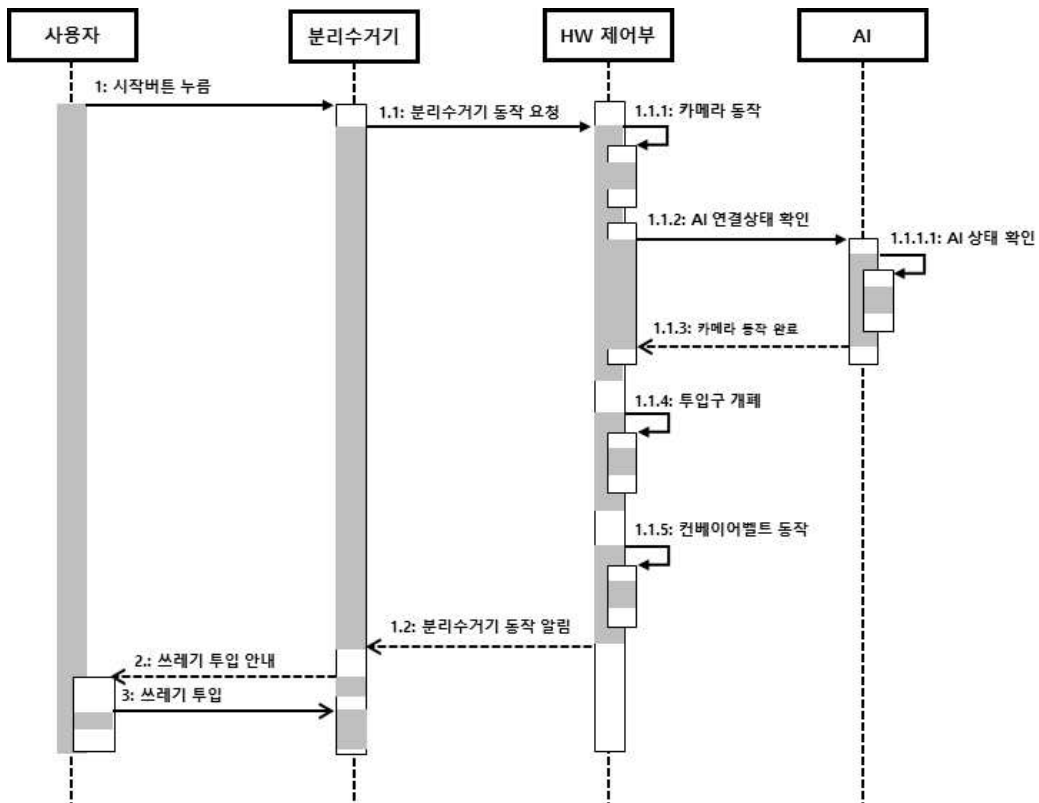 사용자
분리수거기
HW 제어부
AI
1: 시작버튼 누름
1.1: 분리수거기 동작 요청
1.1.1: 카메라 동작
1.1.2: AI 연결상태 확인
1.1.1.1: AI 상태 확인
1.1.3: 카메라 동작 완료
1.1.4: 투입구 개폐
1.1.5: 컨베이어벨트 동작
1.2: 분리수거기 동작 알림
2.: 쓰레기 투입 안내
3: 쓰레기 투입